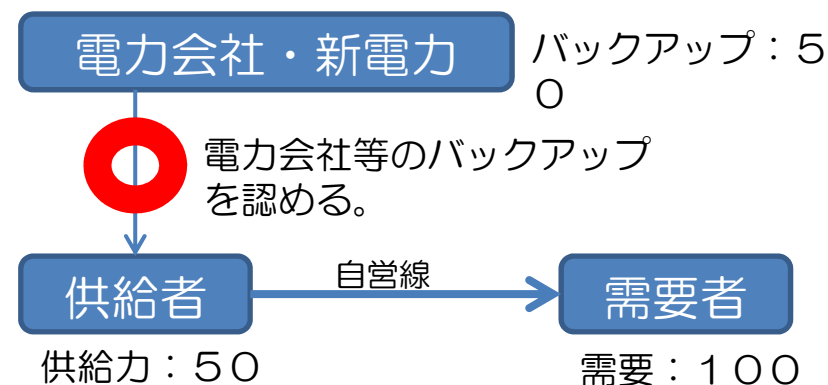 電力会社・新電力
バックアップ：５
０
電力会社等のバックアップ
を認める。
供給者
自営線
需要者
供給力：５０
需要：１００